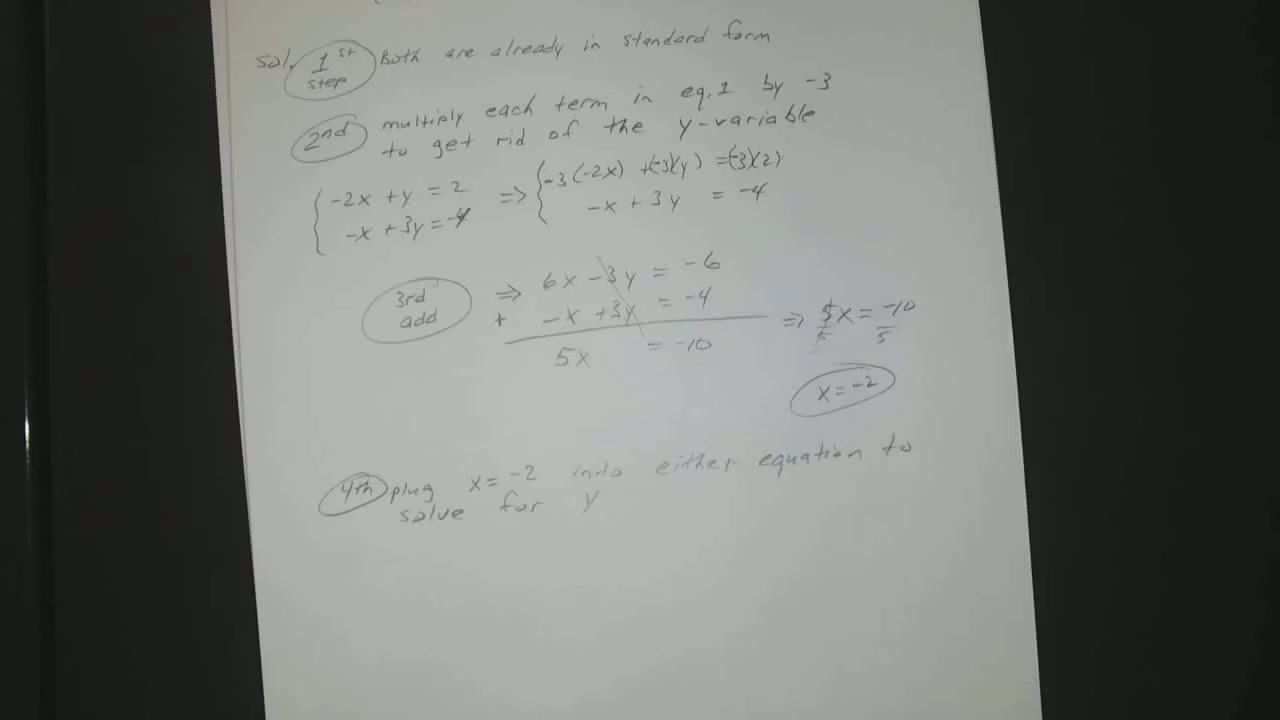 Sol. 1st step Both are already in standard form
2nd multiply each term in eq.1 by -3
to get rid of the y-variable
-2x + y = 2 => -3(-2x) + (-3)(y) = (-3)(2)
-x + 3y = -4 -x + 3y = -4
3rd add => 6x - 3y = -6
+ -x + 3y = -4 => 5x = -10
5 5
5x = -10
x = -2
4th plug x = -2 into either equation to
solve for y